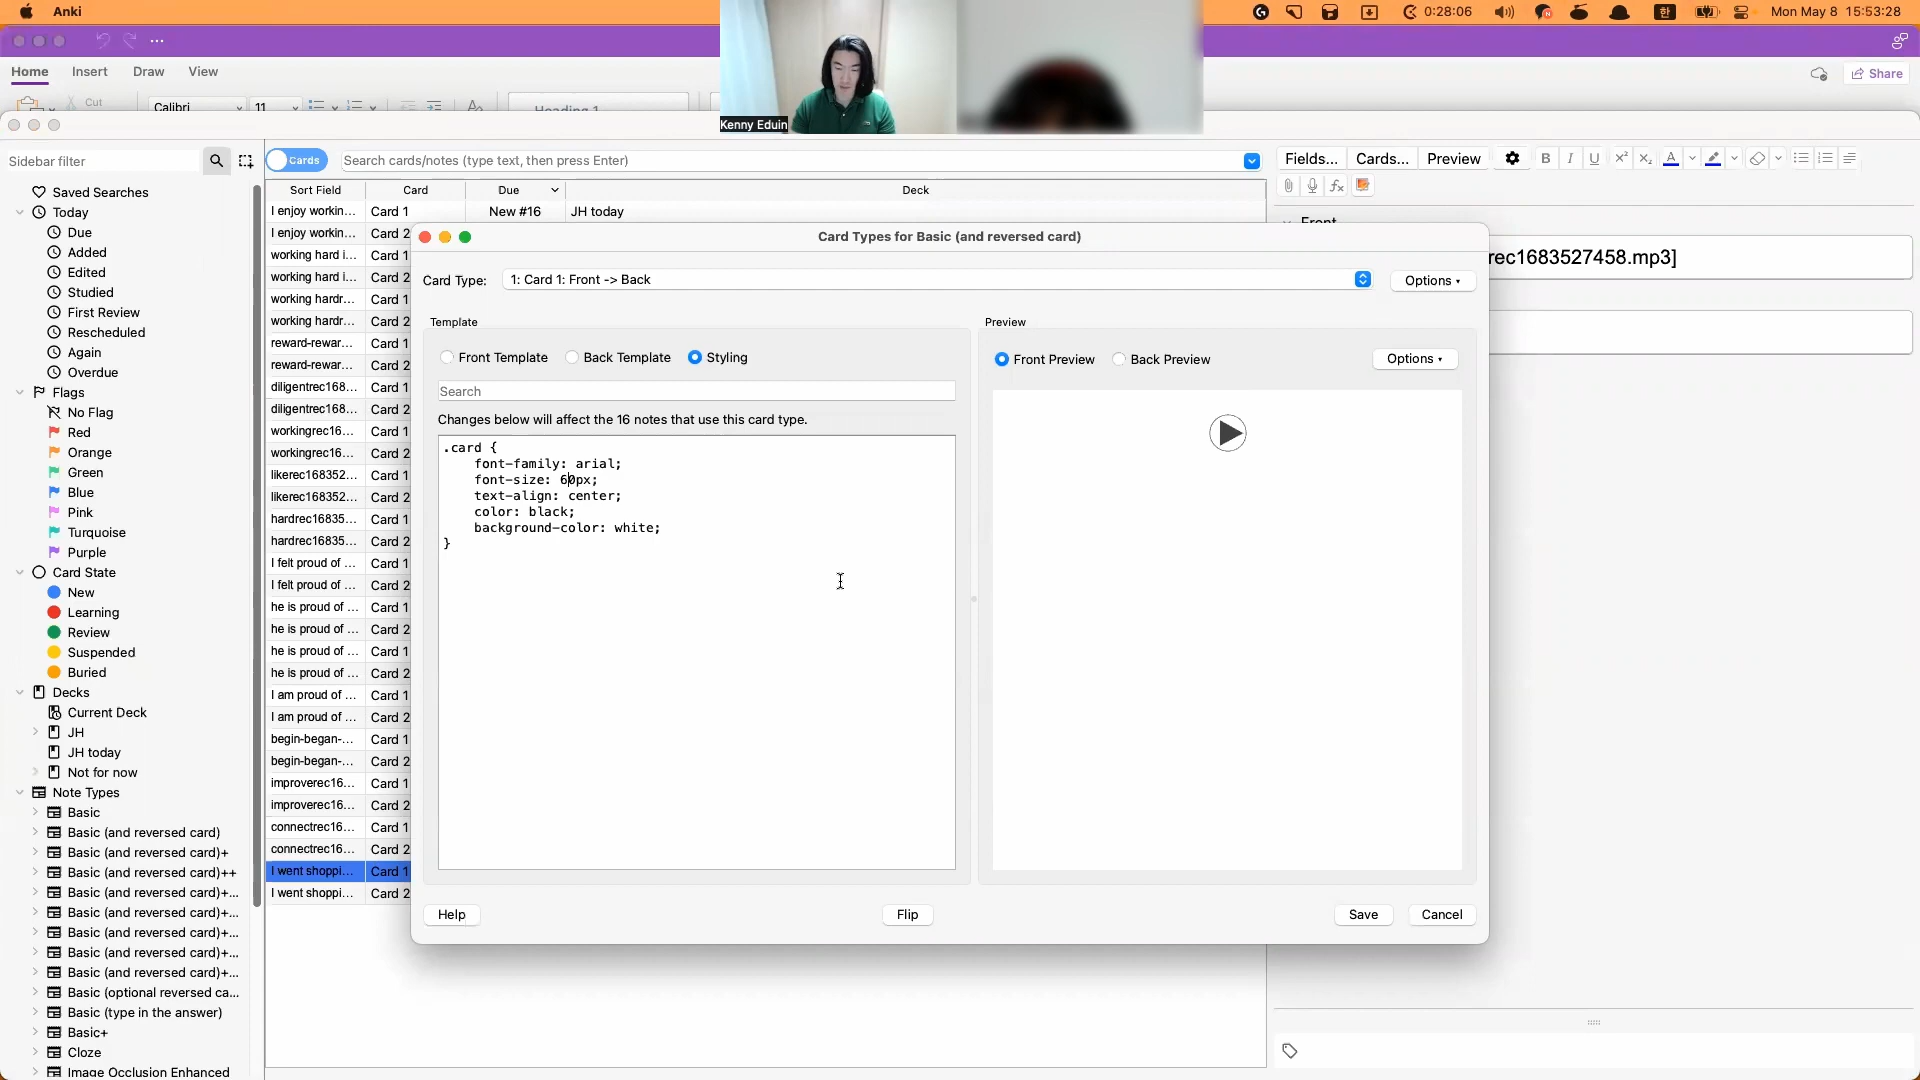 Anki
0:28:06
한
Mon May 8 15:53:28
Home
Insert
Draw
View
Share
Cut
Calibri
11
Heading 1
Kenny Eduin
Sidebar filter
Cards
Search cards/notes (type text, then press Enter)
Fields...
Cards...
Preview
Saved Searches
Today
Due
Added
Edited
Studied
First Review
Rescheduled
Again
Overdue
Flags
No Flag
Red
Orange
Green
Blue
Pink
Turquoise
Purple
Card State
New
Learning
Review
Suspended
Buried
Decks
Current Deck
JH
JH today
Not for now
Note Types
Basic
Basic (and reversed card)
Basic (and reversed card)+
Basic (and reversed card)++
Basic (and reversed card)+...
Basic (and reversed card)+...
Basic (and reversed card)+...
Basic (and reversed card)+...
Basic (and reversed card)+...
Basic (optional reversed ca...
Basic (type in the answer)
Basic+
Cloze
Image Occlusion Enhanced
Sort Field Card Due Deck
I enjoy workin... Card 1 New #16 JH today
I enjoy workin... Card 2
working hard i... Card 1
working hard i... Card 2
working hardr... Card 1
working hardr... Card 2
reward-rewar... Card 1
reward-rewar... Card 2
diligentrec168... Card 1
diligentrec168... Card 2
workingrec16... Card 1
workingrec16... Card 2
likerec168352... Card 1
likerec168352... Card 2
hardrec16835... Card 1
hardrec16835... Card 2
I felt proud of ... Card 1
I felt proud of ... Card 2
he is proud of ... Card 1
he is proud of ... Card 2
he is proud of ... Card 1
he is proud of ... Card 2
I am proud of ... Card 1
I am proud of ... Card 2
begin-began-... Card 1
begin-began-... Card 2
improverec16... Card 1
improverec16... Card 2
connectrec16... Card 1
connectrec16... Card 2
I went shoppi... Card 1
I went shoppi... Card 2
Card Types for Basic (and reversed card)
Card Type:
1: Card 1: Front -> Back
Options
Template
Front Template
Back Template
Styling
Search
Changes below will affect the 16 notes that use this card type.
.card {
font-family: arial;
font-size: 60px;
text-align: center;
color: black;
background-color: white;
}
Preview
Front Preview
Back Preview
Options
Help
Flip
Save
Cancel
Front
rec1683527458.mp3]